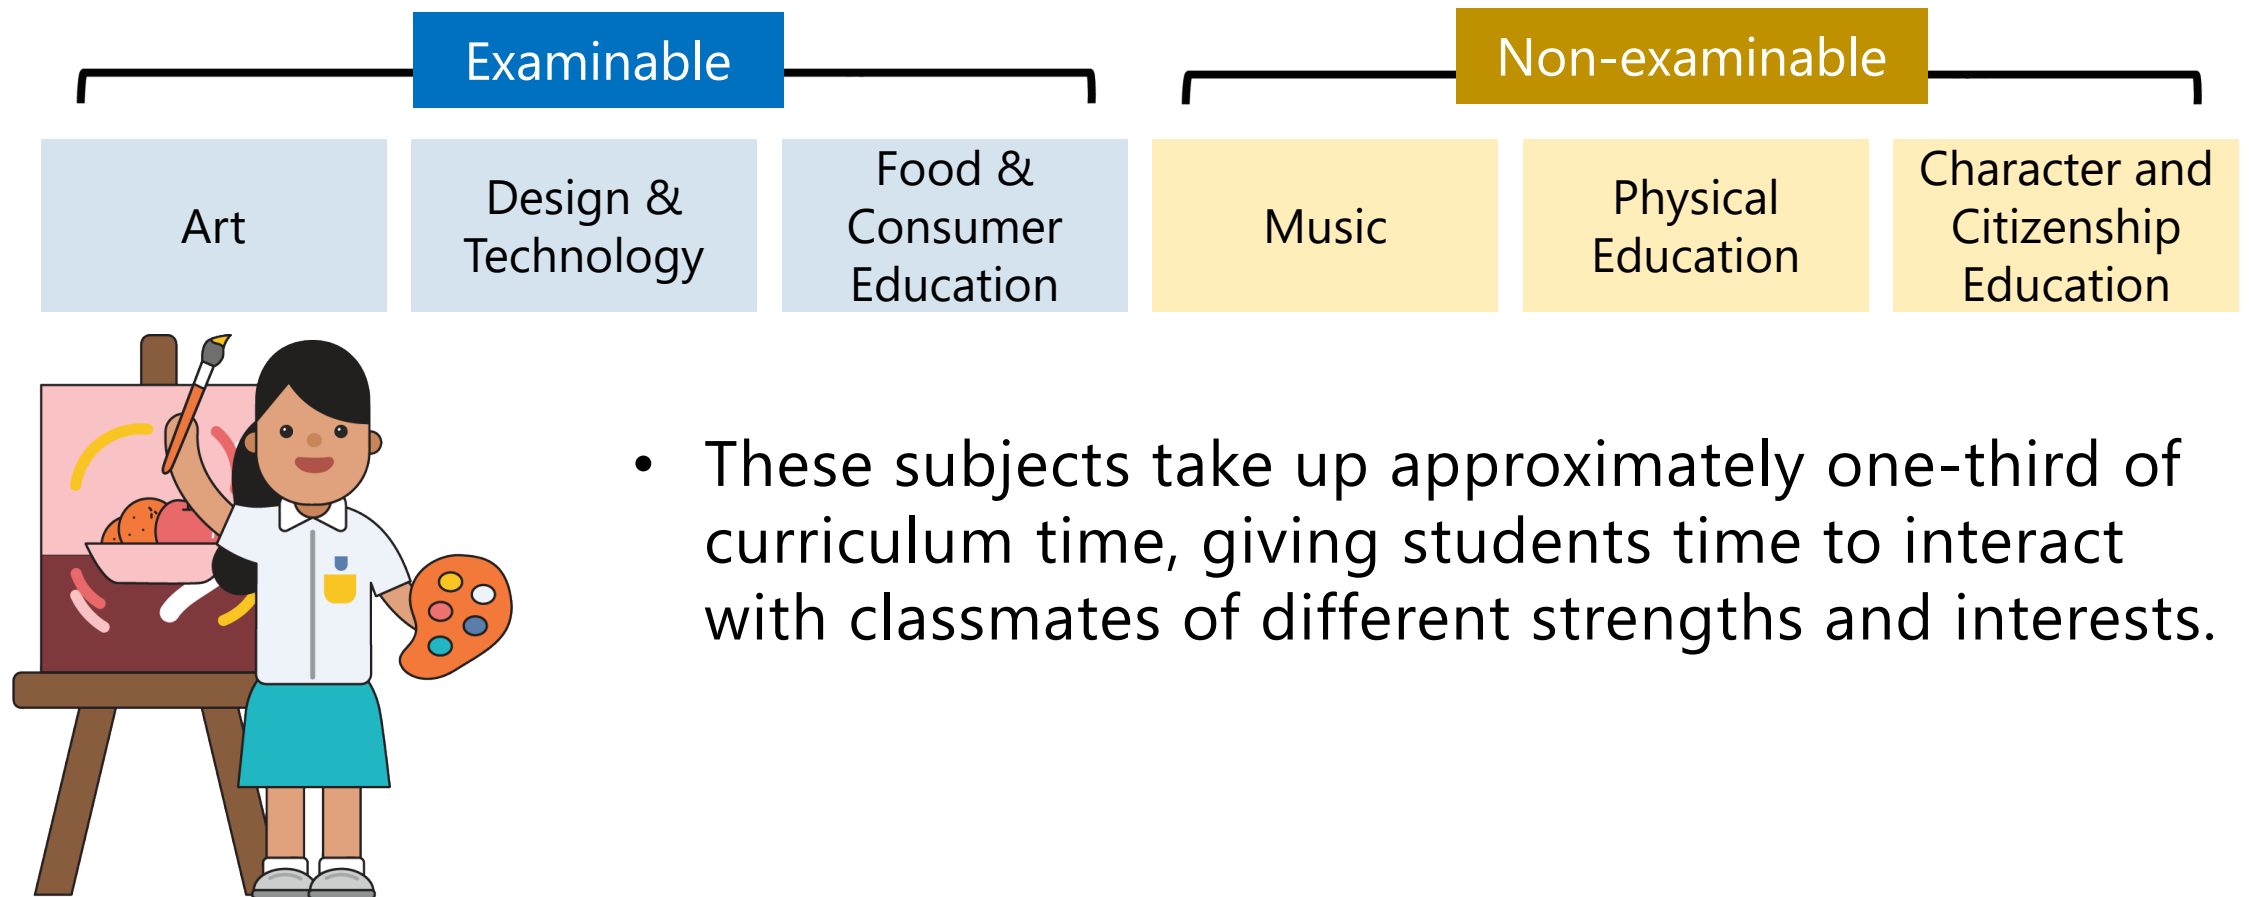 Examinable
Non-examinable
Art
Design &
Technology
Food &
Consumer
Education
Music
Physical
Education
Character and
Citizenship
Education
• These subjects take up approximately one-third of
curriculum time, giving students time to interact
with classmates of different strengths and interests.